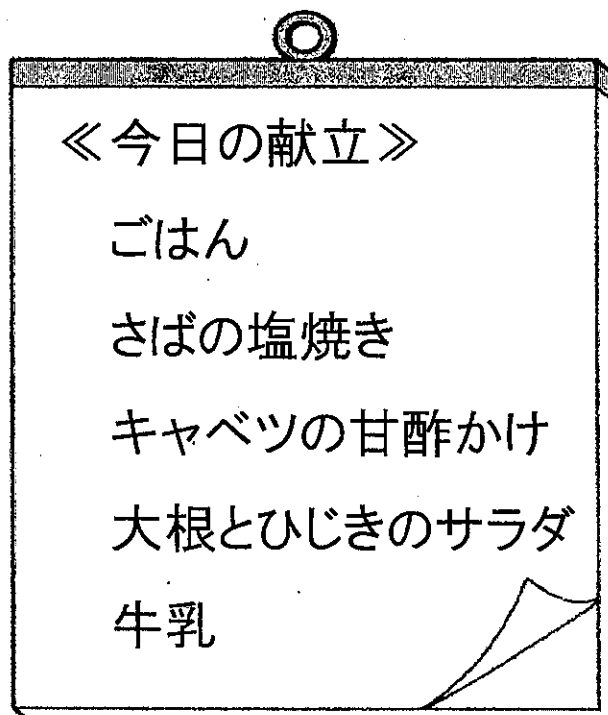 ≪今日の献立≫
ごはん
さばの塩焼き
キャベツの甘酢かけ
大根とひじきのサラダ
牛乳